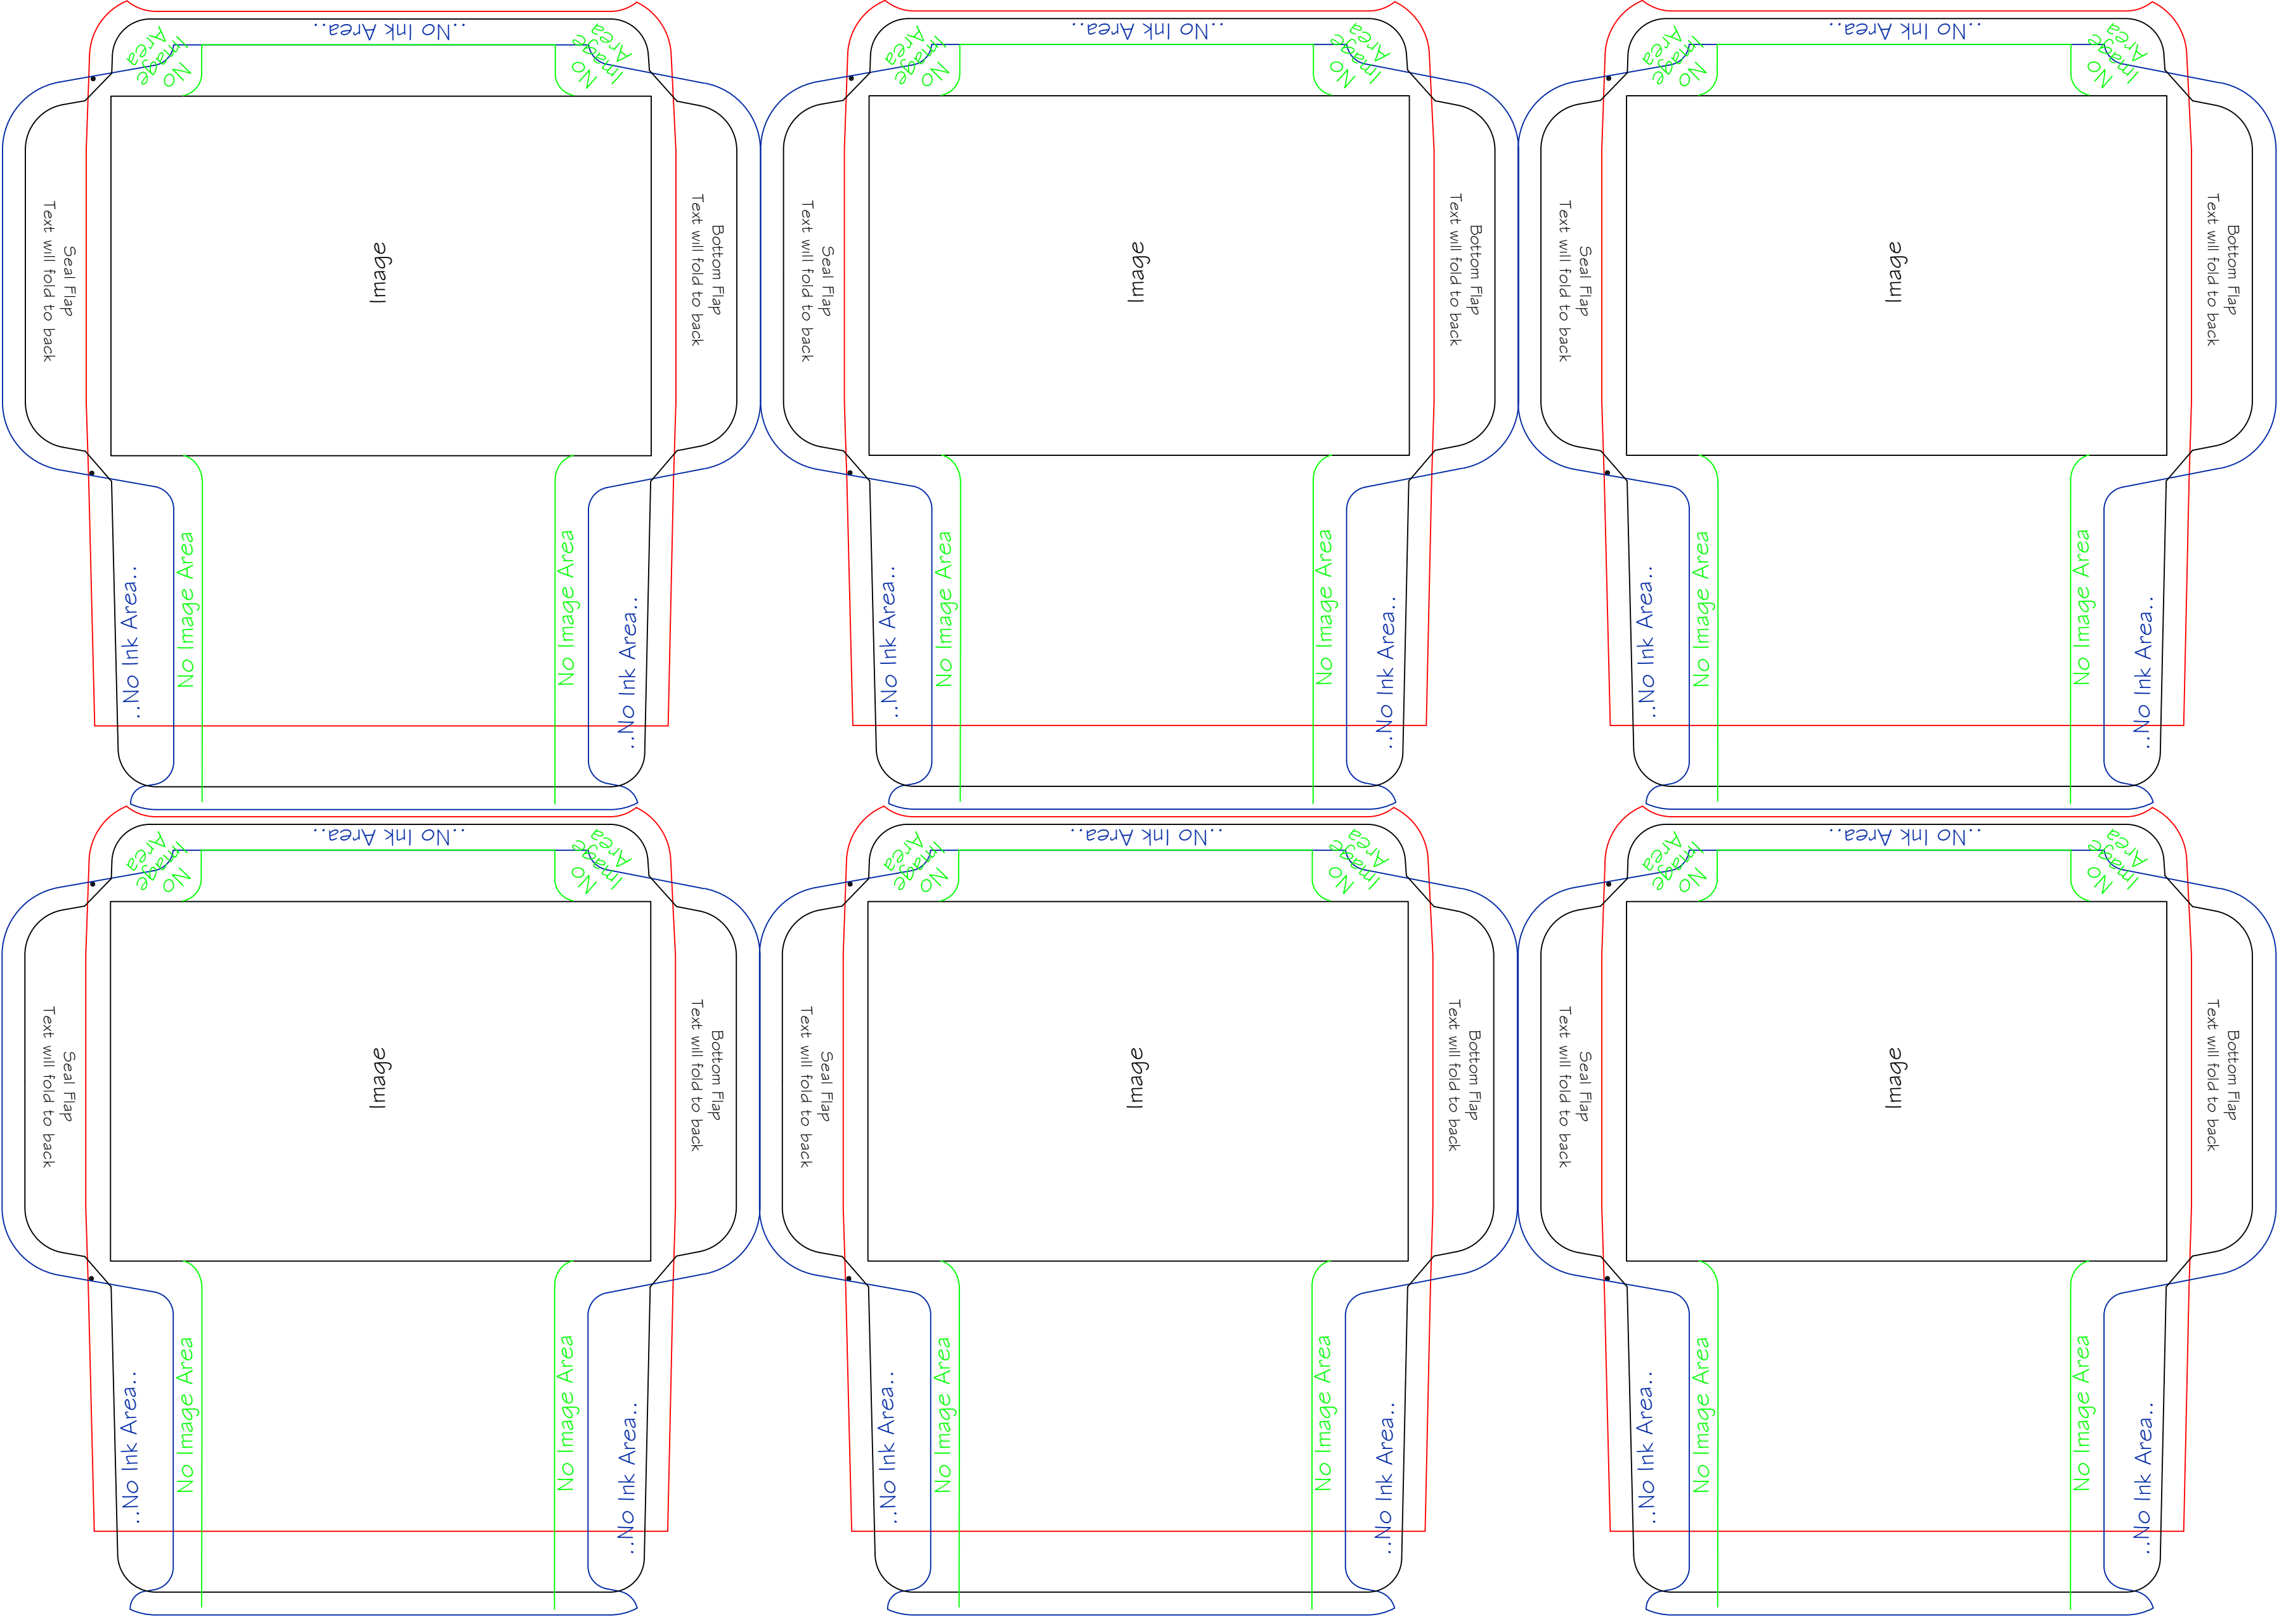 ..No Ink Area..
No
Image
Area
No
Image
Area
Seal Flap
Text will fold to back
Image
Bottom Flap
Text will fold to back
..No Ink Area..
No Image Area
No Image Area
..No Ink Area..
..No Ink Area..
No
Image
Area
No
Image
Area
Seal Flap
Text will fold to back
Image
Bottom Flap
Text will fold to back
..No Ink Area..
No Image Area
No Image Area
..No Ink Area..
..No Ink Area..
No
Image
Area
No
Image
Area
Seal Flap
Text will fold to back
Image
Bottom Flap
Text will fold to back
..No Ink Area..
No Image Area
No Image Area
..No Ink Area..
..No Ink Area..
No
Image
Area
No
Image
Area
Seal Flap
Text will fold to back
Image
Bottom Flap
Text will fold to back
..No Ink Area..
No Image Area
No Image Area
..No Ink Area..
..No Ink Area..
No
Image
Area
No
Image
Area
Seal Flap
Text will fold to back
Image
Bottom Flap
Text will fold to back
..No Ink Area..
No Image Area
No Image Area
..No Ink Area..
..No Ink Area..
No
Image
Area
No
Image
Area
Seal Flap
Text will fold to back
Image
Bottom Flap
Text will fold to back
..No Ink Area..
No Image Area
No Image Area
..No Ink Area..